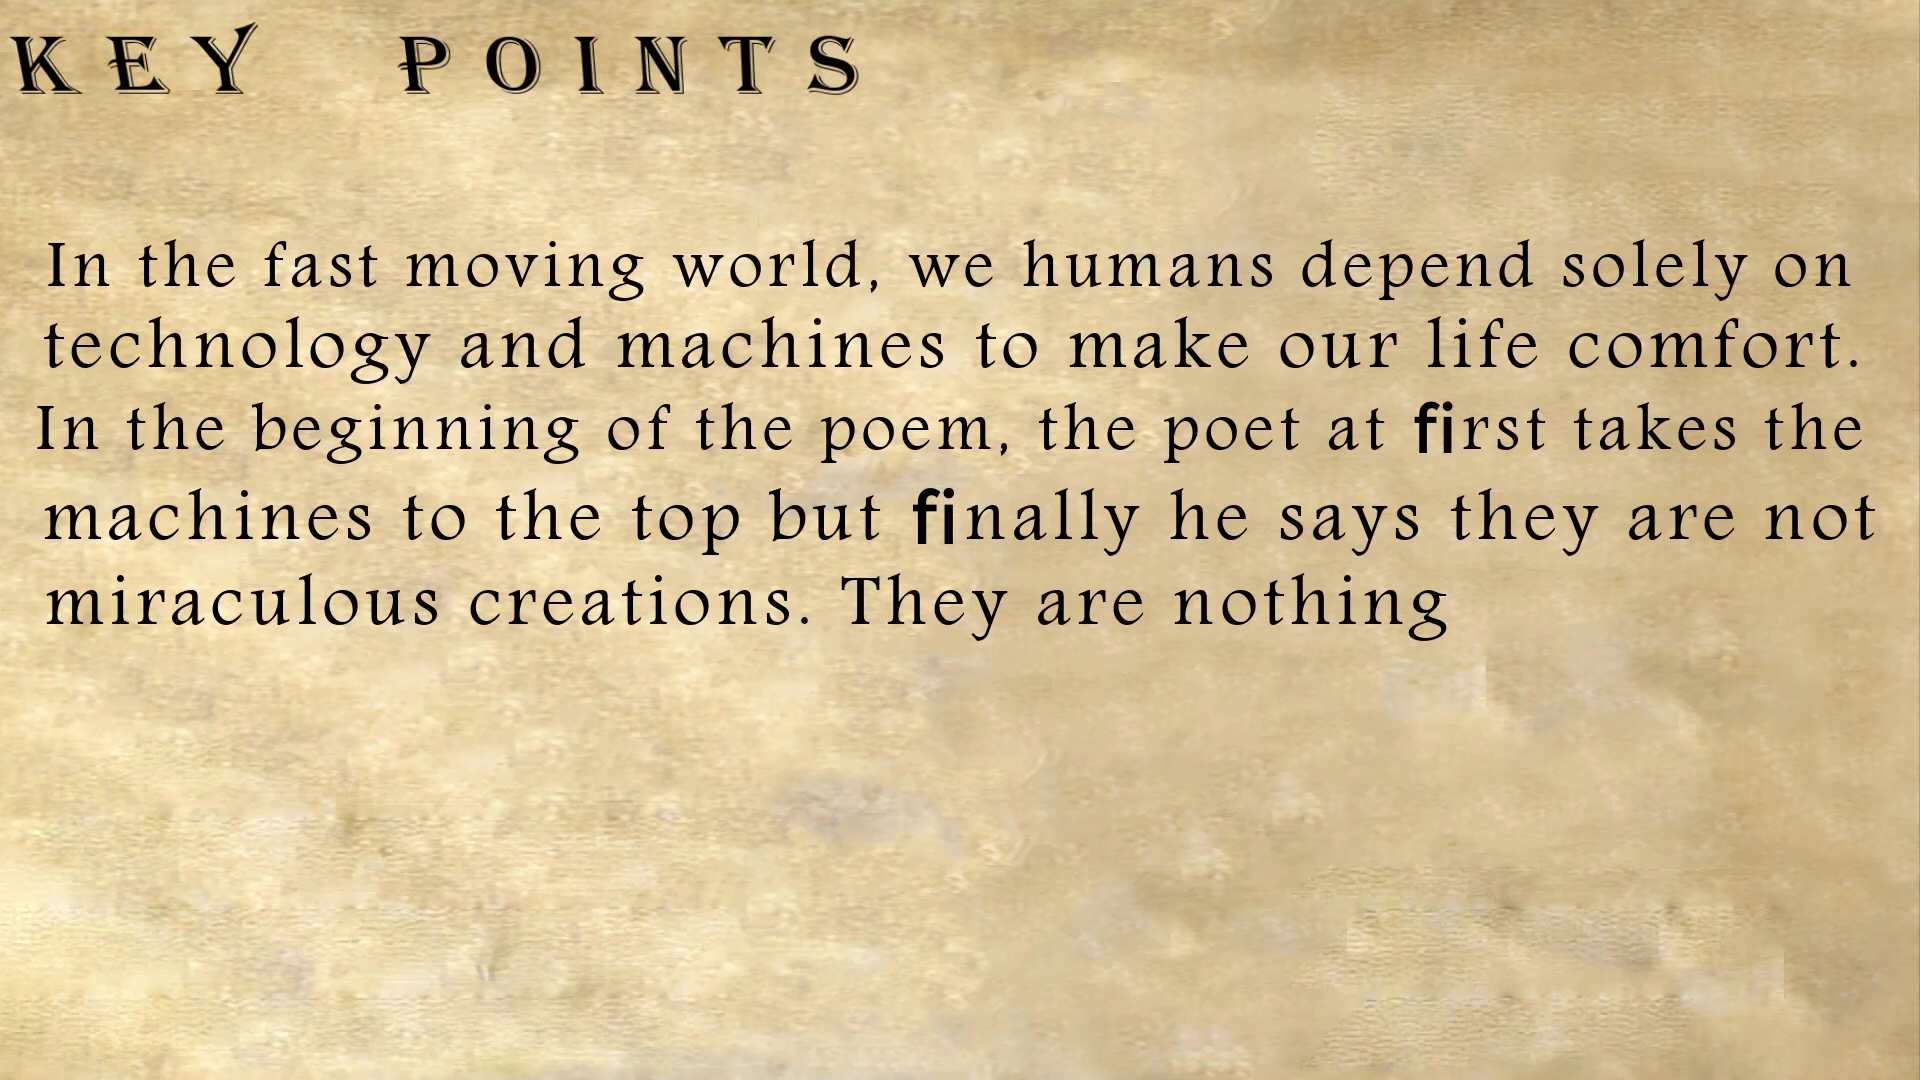 KEY POINTS
In the fast moving world, we humans depend solely on
technology and machines to make our life comfort.
In the beginning of the poem, the poet at first takes the
machines to the top but finally he says they are not
miraculous creations. They are nothing